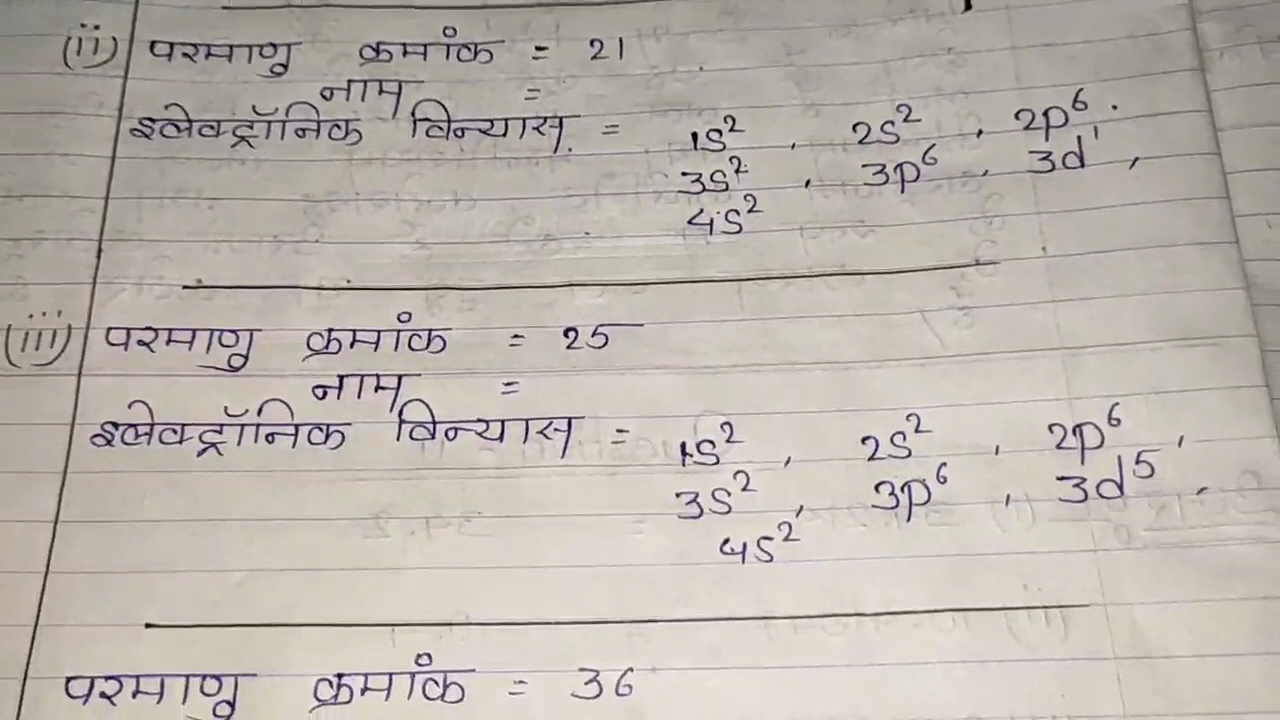 (ii) परमाणु क्रमांक = 21
नाम =
इलेक्ट्रॉनिक विन्यास = 1s², 2s², 2p⁶.
3s², 3p⁶, 3d¹,
4s²
(iii) परमाणु क्रमांक = 25
नाम =
इलेक्ट्रॉनिक विन्यास = 1s², 2s², 2p⁶,
3s², 3p⁶, 3d⁵,
4s²
परमाणु क्रमांक = 36